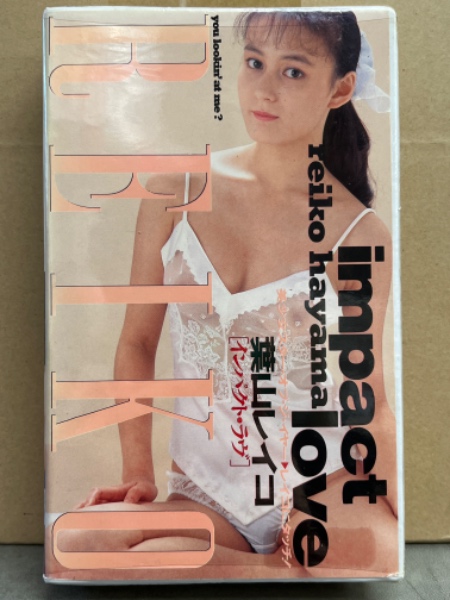 you lookin' at me?
REIKO
impact
love
reiko hayama
葉山レイコ
[インパクト・ラヴ]